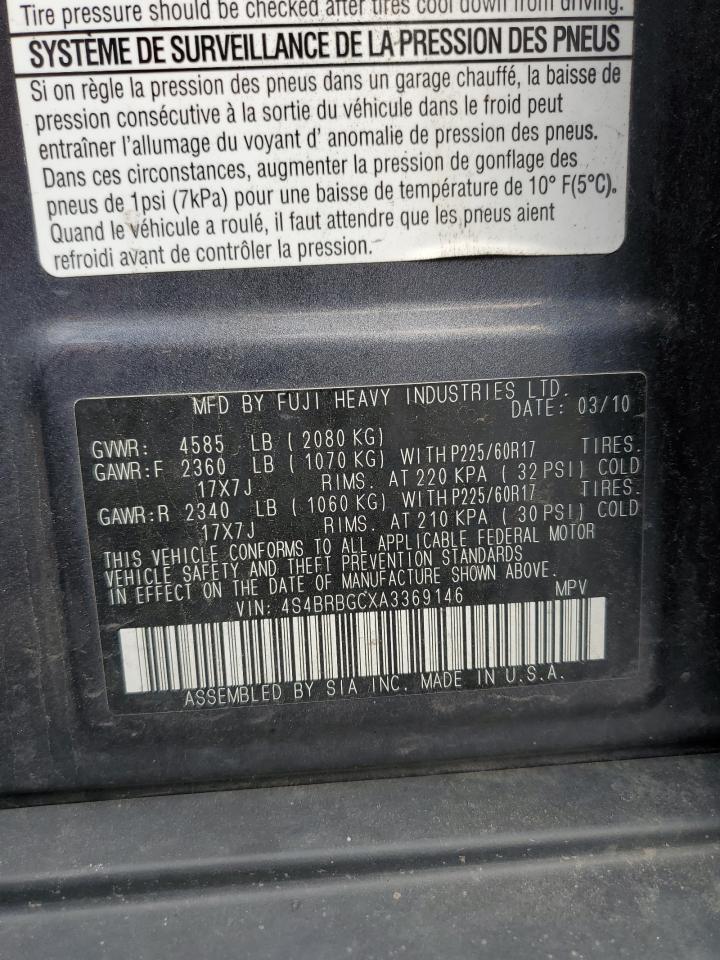 Tire pressure should be checked after tires cool down from driving.
SYSTÈME DE SURVEILLANCE DE LA PRESSION DES PNEUS
Si on règle la pression des pneus dans un garage chauffé, la baisse de
pression consécutive à la sortie du véhicule dans le froid peut
entraîner l'allumage du voyant d' anomalie de pression des pneus.
Dans ces circonstances, augmenter la pression de gonflage des
pneus de 1psi (7kPa) pour une baisse de température de 10° F(5°C).
Quand le véhicule a roulé, il faut attendre que les pneus aient
refroidi avant de contrôler la pression.
MFD BY FUJI HEAVY INDUSTRIES LTD.
DATE: 03/10
GVWR: 4585 LB ( 2080 KG)
GAWR:F 2360 LB ( 1070 KG) WITH P225/60R17 TIRES.
17X7J RIMS. AT 220 KPA ( 32 PSI) COLD
GAWR:R 2340 LB ( 1060 KG) WITH P225/60R17 TIRES.
17X7J RIMS. AT 210 KPA ( 30 PSI) COLD
THIS VEHICLE CONFORMS TO ALL APPLICABLE FEDERAL MOTOR
VEHICLE SAFETY AND THEFT PREVENTION STANDARDS
IN EFFECT ON THE DATE OF MANUFACTURE SHOWN ABOVE.
VIN: 4S4BRBGCXA3369146 MPV
ASSEMBLED BY SIA INC. MADE IN U.S.A.